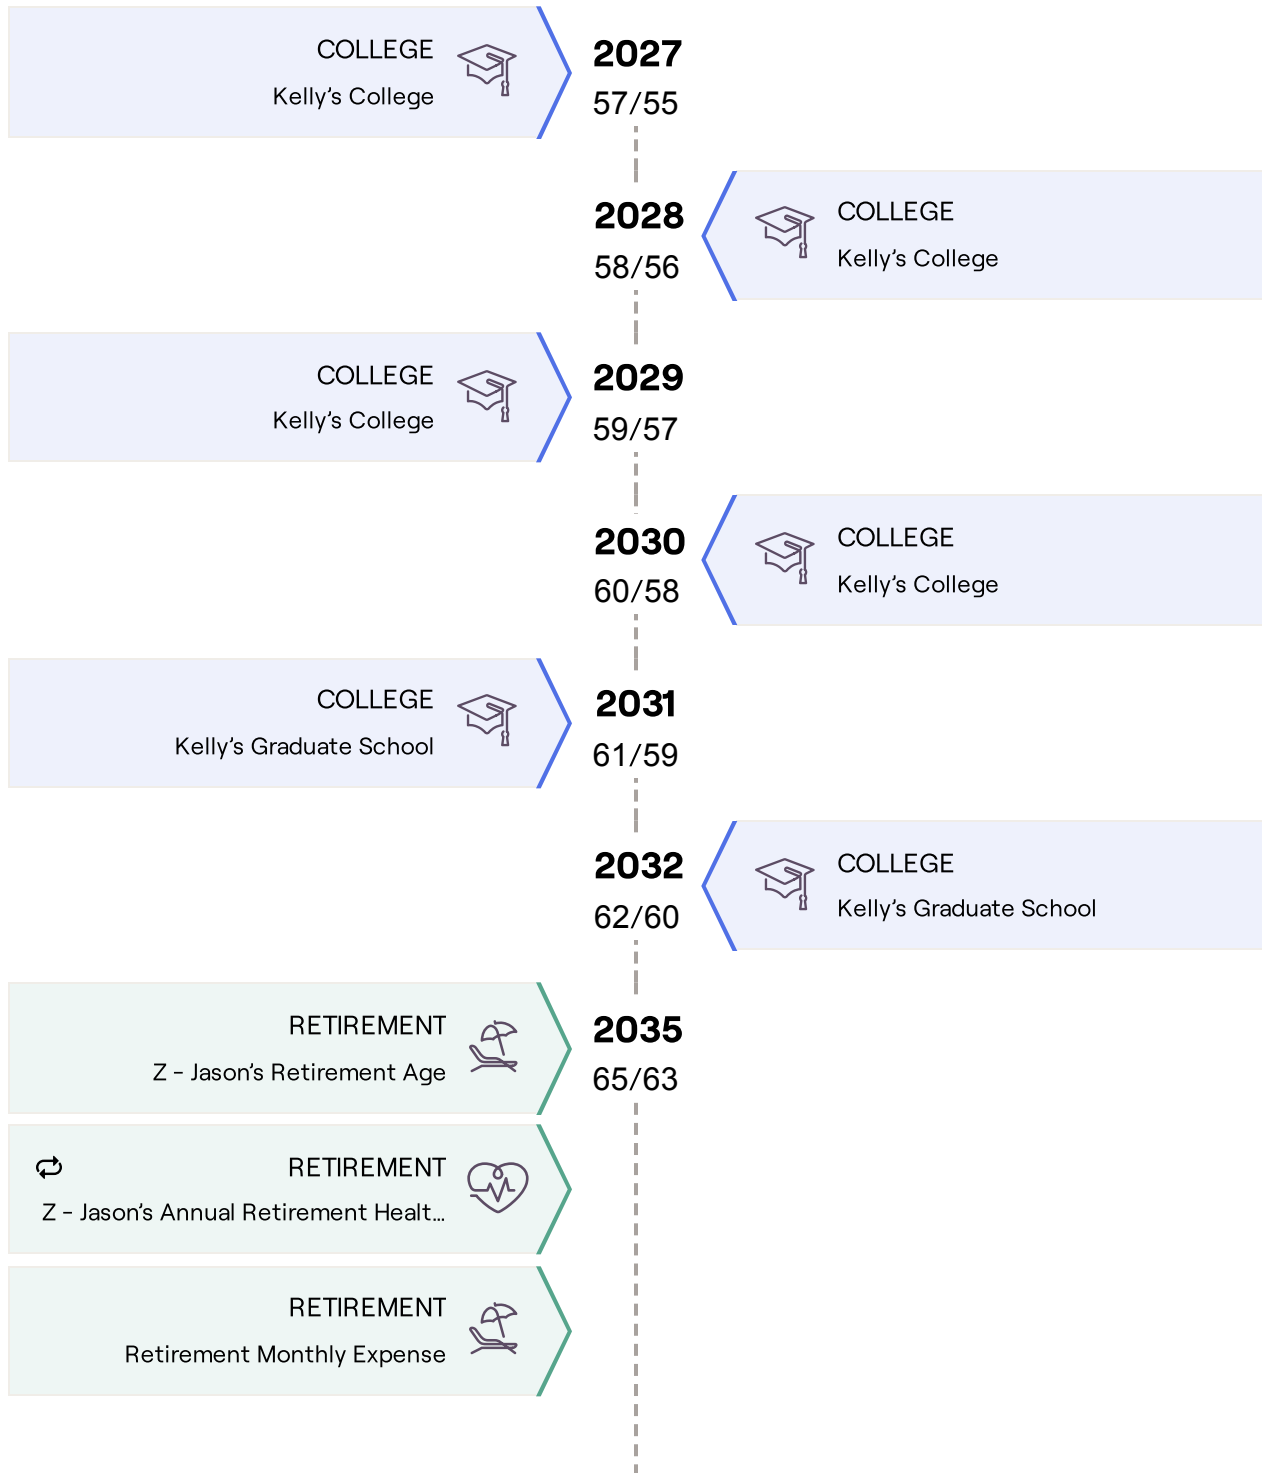 COLLEGE
Kelly’s College
2027
57/55
2028
58/56
COLLEGE
Kelly’s College
COLLEGE
Kelly’s College
2029
59/57
2030
60/58
COLLEGE
Kelly’s College
COLLEGE
Kelly’s Graduate School
2031
61/59
2032
62/60
COLLEGE
Kelly’s Graduate School
RETIREMENT
Z - Jason’s Retirement Age
2035
65/63
RETIREMENT
Z - Jason’s Annual Retirement Healt...
RETIREMENT
Retirement Monthly Expense